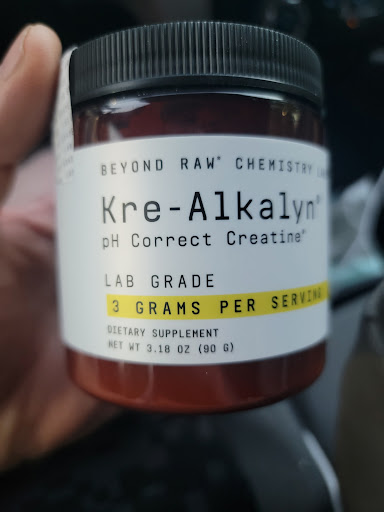 BEYOND RAW® CHEMISTRY
Kre-Alkalyn®
pH Correct Creatine®
LAB GRADE
3 GRAMS PER SERVING
DIETARY SUPPLEMENT
NET WT 3.18 OZ (90 G)